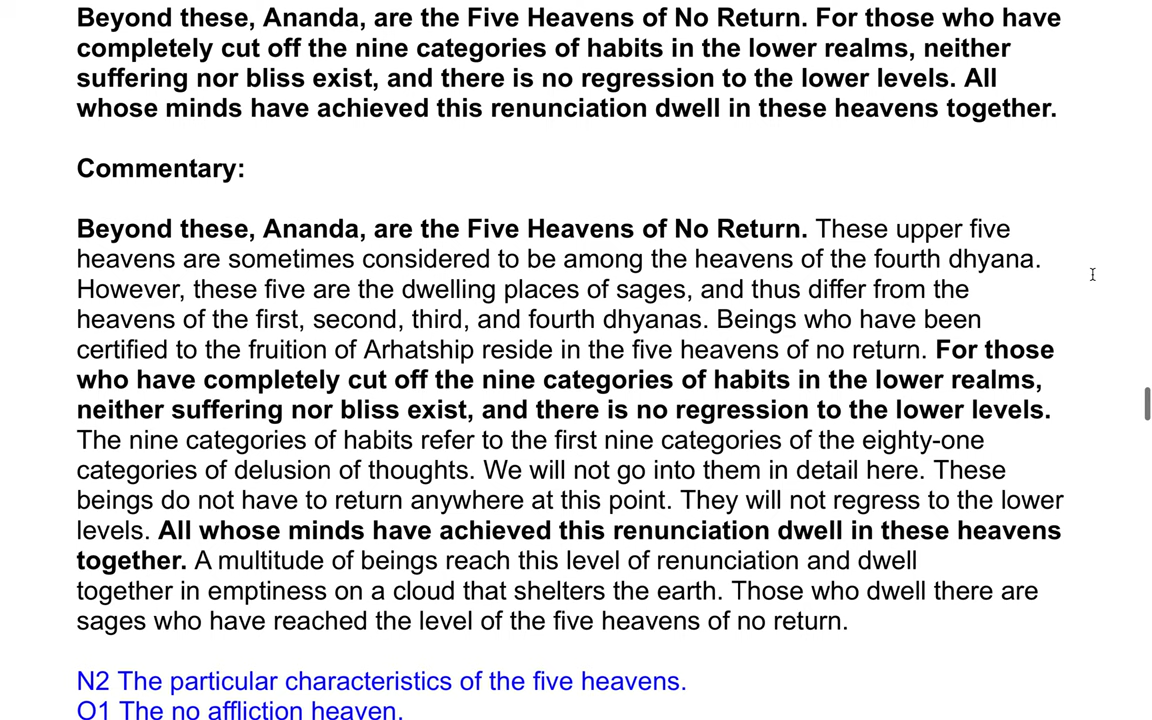 Beyond these, Ananda, are the Five Heavens of No Return. For those who have
completely cut off the nine categories of habits in the lower realms, neither
suffering nor bliss exist, and there is no regression to the lower levels. All
whose minds have achieved this renunciation dwell in these heavens together.
Commentary:
Beyond these, Ananda, are the Five Heavens of No Return. These upper five
heavens are sometimes considered to be among the heavens of the fourth dhyana.
However, these five are the dwelling places of sages, and thus differ from the
heavens of the first, second, third, and fourth dhyanas. Beings who have been
certified to the fruition of Arhatship reside in the five heavens of no return. For those
who have completely cut off the nine categories of habits in the lower realms,
neither suffering nor bliss exist, and there is no regression to the lower levels.
The nine categories of habits refer to the first nine categories of the eighty-one
categories of delusion of thoughts. We will not go into them in detail here. These
beings do not have to return anywhere at this point. They will not regress to the lower
levels. All whose minds have achieved this renunciation dwell in these heavens
together. A multitude of beings reach this level of renunciation and dwell
together in emptiness on a cloud that shelters the earth. Those who dwell there are
sages who have reached the level of the five heavens of no return.
N2 The particular characteristics of the five heavens.
O1 The no affliction heaven.